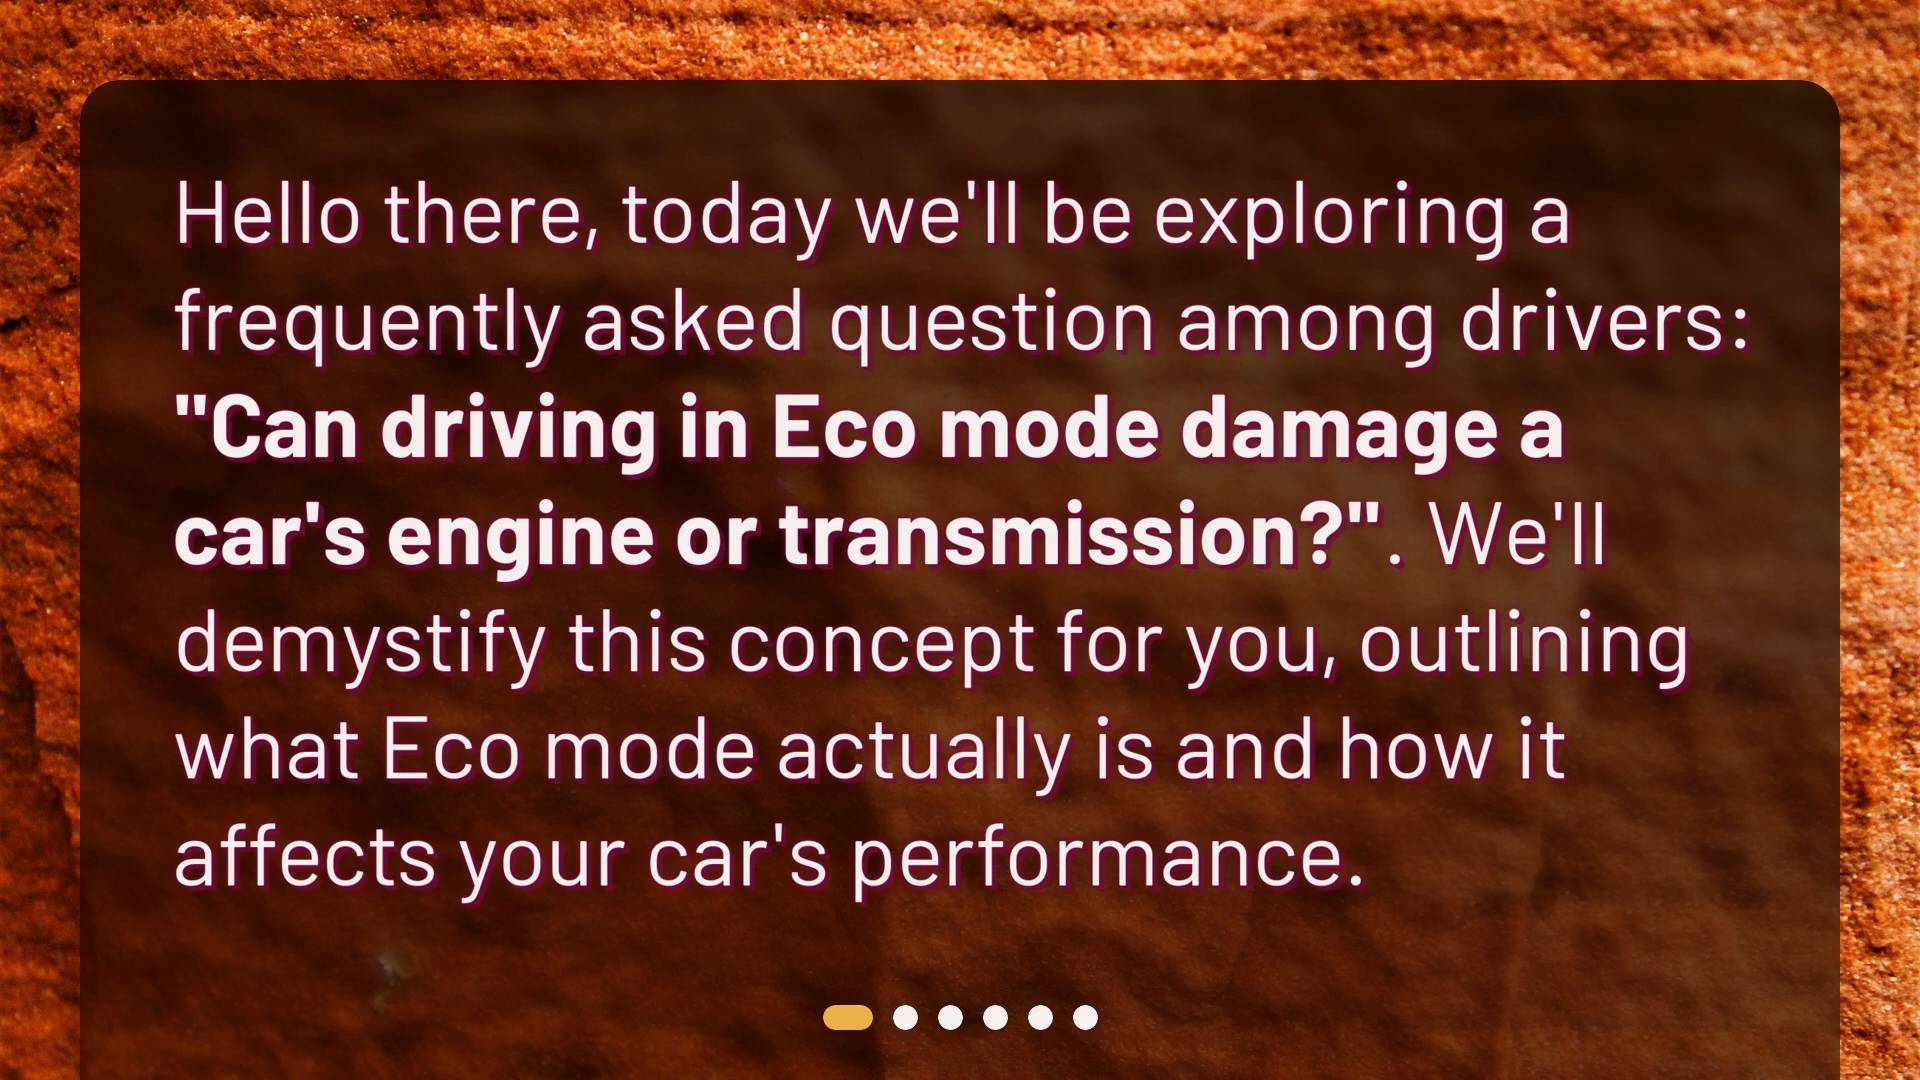 Hello there, today we'll be exploring a
frequently asked question among drivers:
"Can driving in Eco mode damage a
car's engine or transmission?". We'll
demystify this concept for you, outlining
what Eco mode actually is and how it
affects your car's performance.